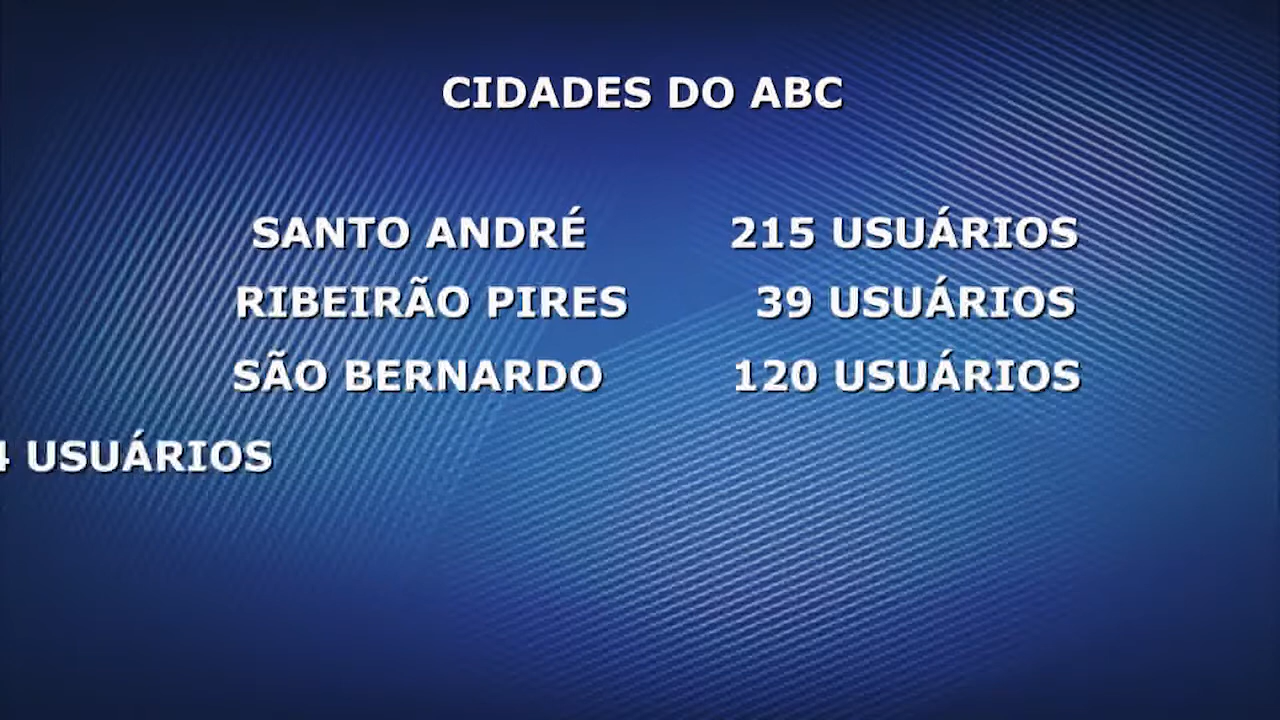 CIDADES DO ABC
SANTO ANDRÉ 215 USUÁRIOS
RIBEIRÃO PIRES 39 USUÁRIOS
SÃO BERNARDO 120 USUÁRIOS
USUÁRIOS